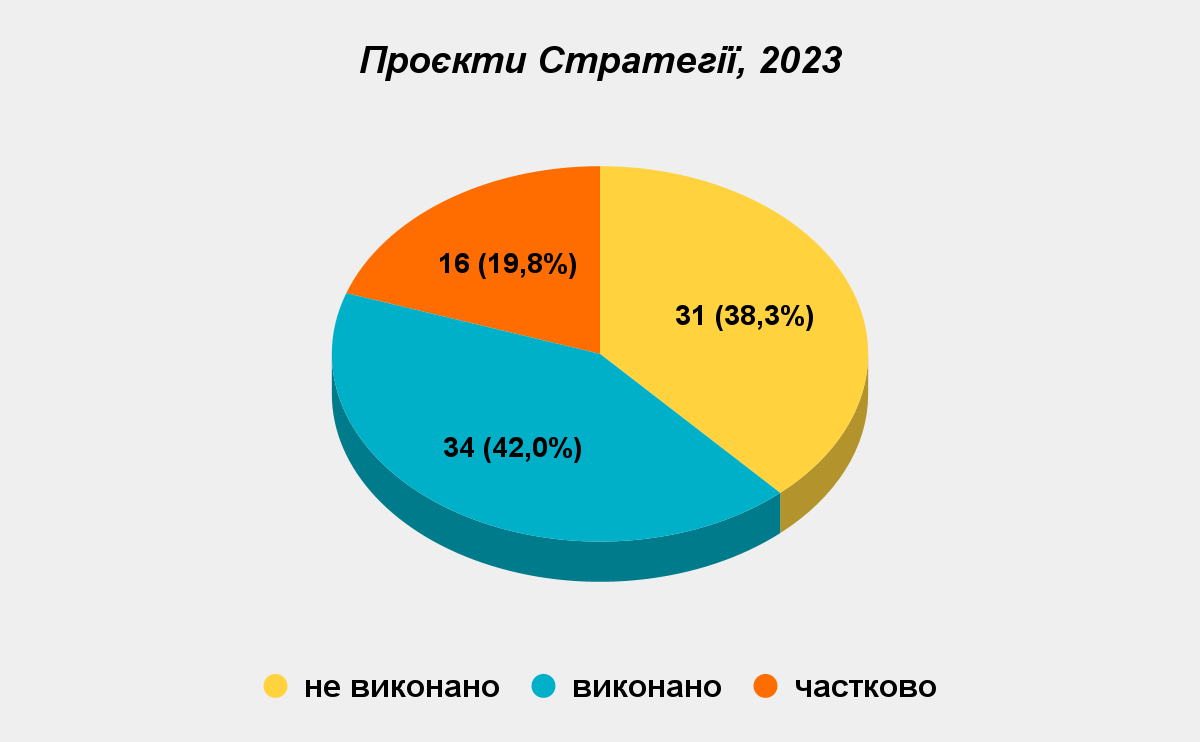 Проєкти Стратегії, 2023
16 (19,8%)
31 (38,3%)
34 (42,0%)
не виконано виконано частково